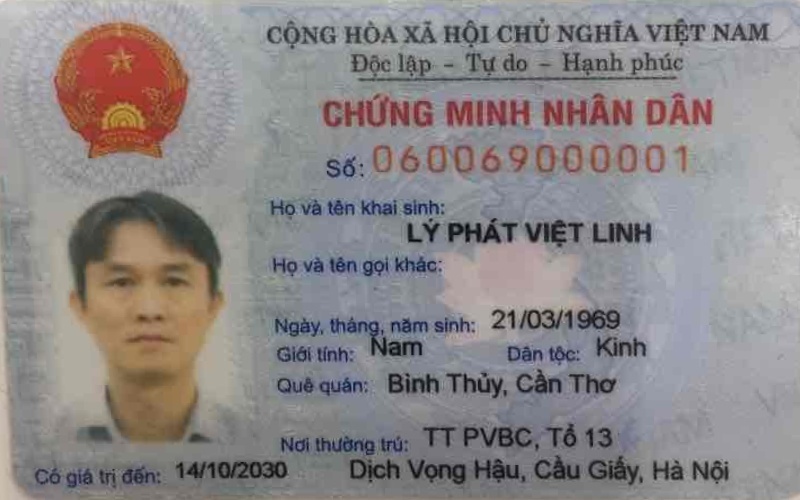 CỘNG HÒA XÃ HỘI CHỦ NGHĨA VIỆT NAM
Độc lập - Tự do - Hạnh phúc
CHỨNG MINH NHÂN DÂN
Số: 060069000001
Họ và tên khai sinh:
LÝ PHÁT VIỆT LINH
Họ và tên gọi khác:
Ngày, tháng, năm sinh: 21/03/1969
Giới tính: Nam Dân tộc: Kinh
Quê quán: Bình Thủy, Cần Thơ
Nơi thường trú: TT PVBC, Tổ 13
Có giá trị đến: 14/10/2030 Dịch Vọng Hậu, Cầu Giấy, Hà Nội